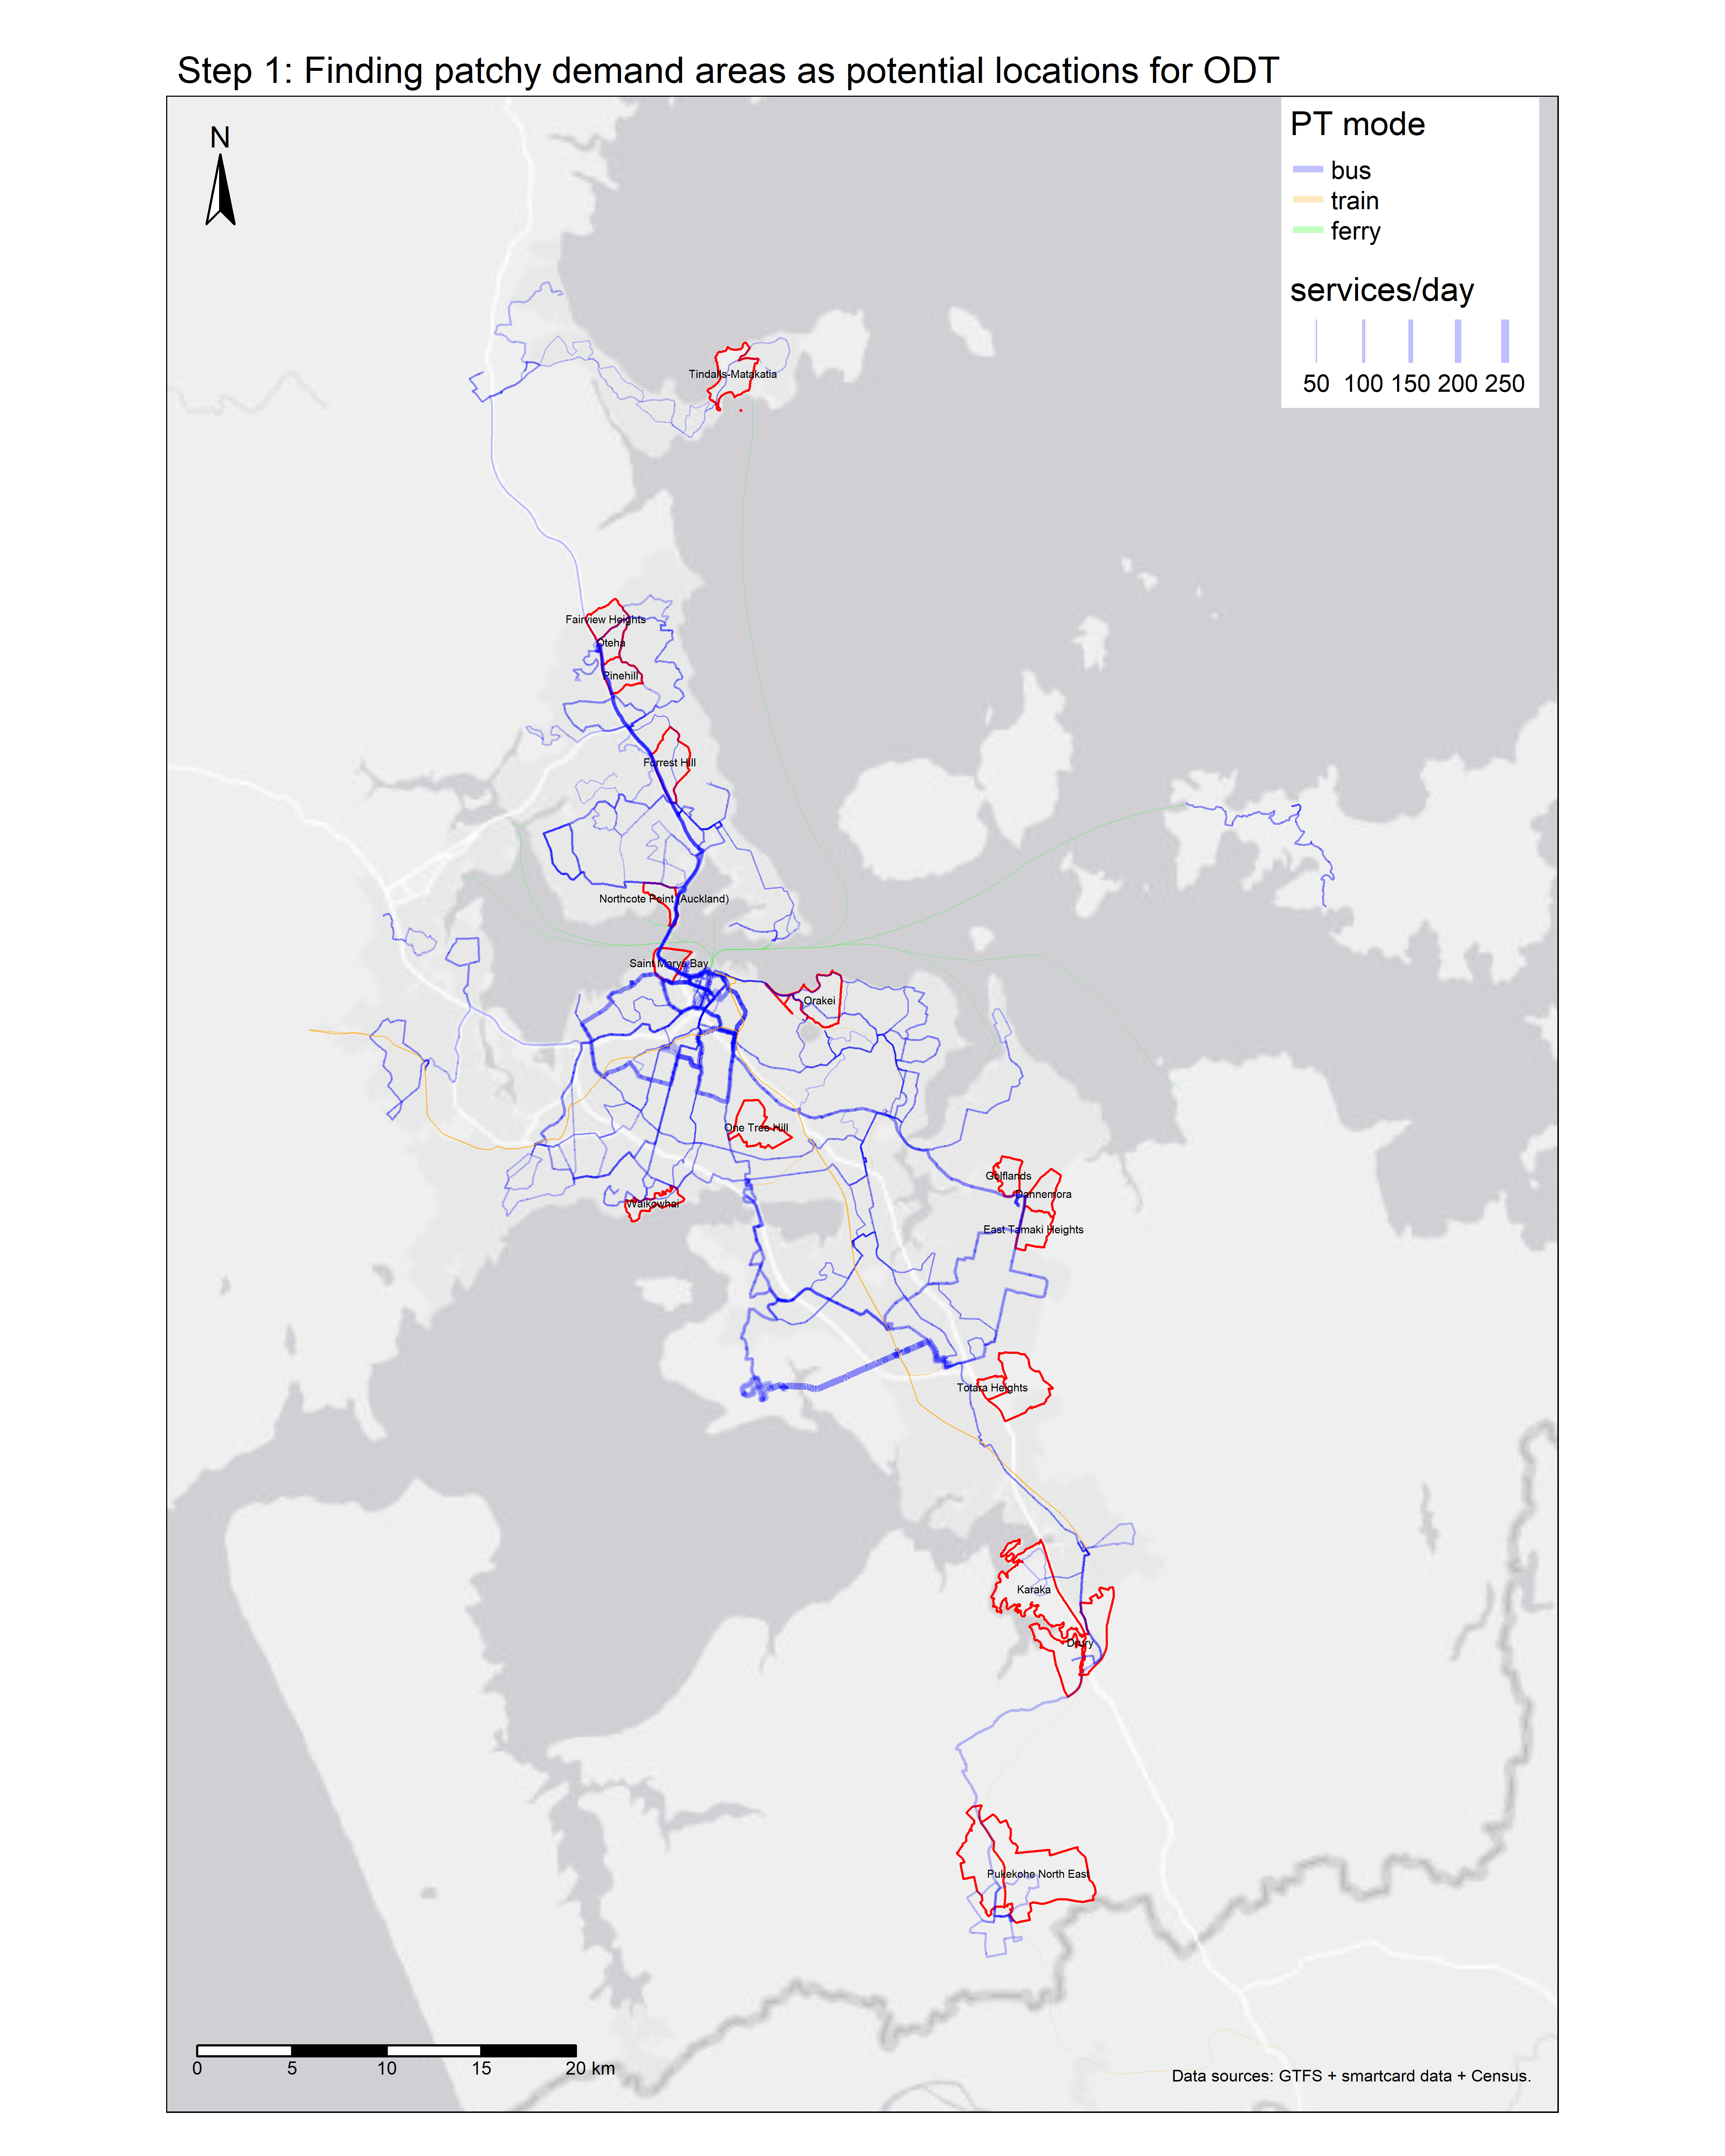 Step 1: Finding patchy demand areas as potential locations for ODT
N
PT mode
bus
train
ferry
services/day
50 100 150 200 250
Tindalls-Matakatia
Fairview Heights
Oteha
Pinehill
Forrest Hill
Northcote Point (Auckland)
Saint Marys Bay
Orakei
One Tree Hill
Golflands
Dannemora
Waikowhai
East Tamaki Heights
Totara Heights
Karaka
Drury
Pukekohe North East
0 5 10 15 20 km
Data sources: GTFS + smartcard data + Census.